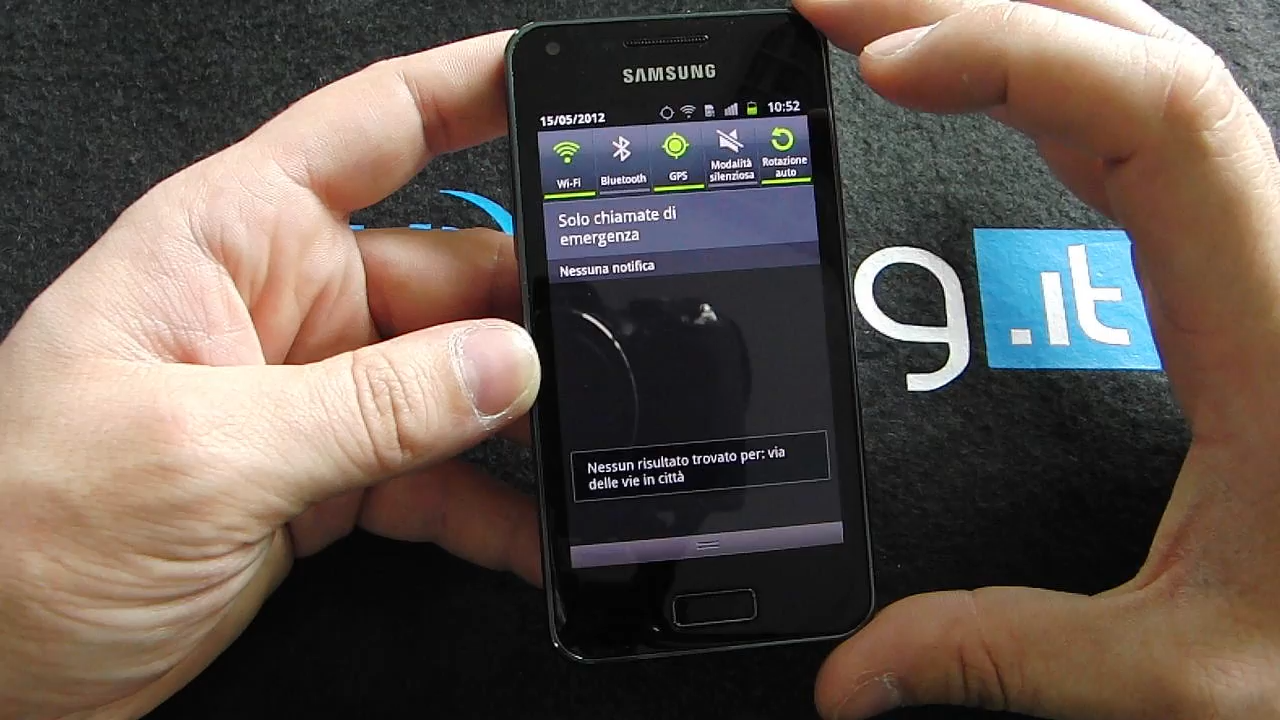 SAMSUNG
15/05/2012 10:52
Wi-Fi Bluetooth GPS Modalità silenziosa Rotazione auto
Solo chiamate di
emergenza
Nessuna notifica
Nessun risultato trovato per: via
delle vie in città
g.it